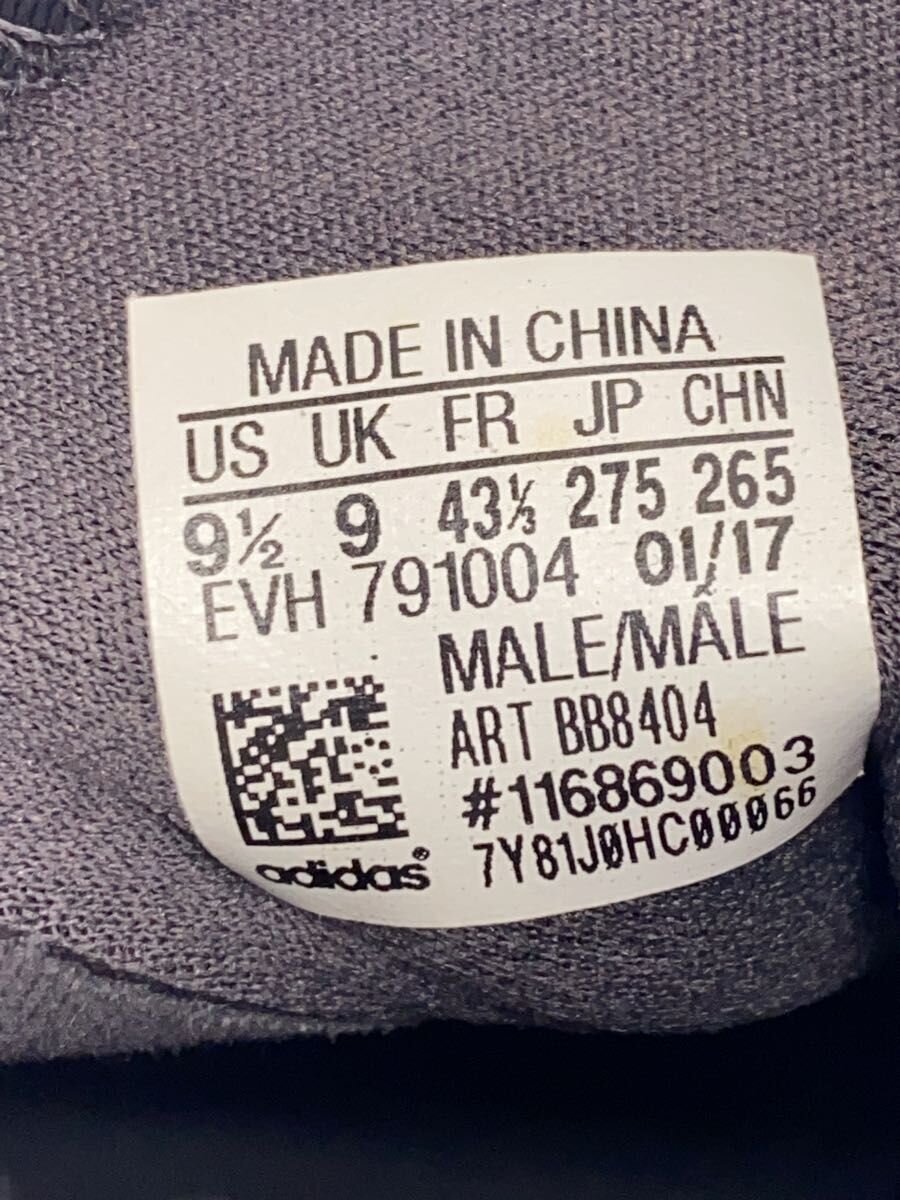 MADE IN CHINA
US UK FR JP CHN
9½ 9 43⅓ 275 265
EVH 791004 01/17
MALE/MÂLE
ART BB8404
#116869003
7Y81J0HC00066
adidas®